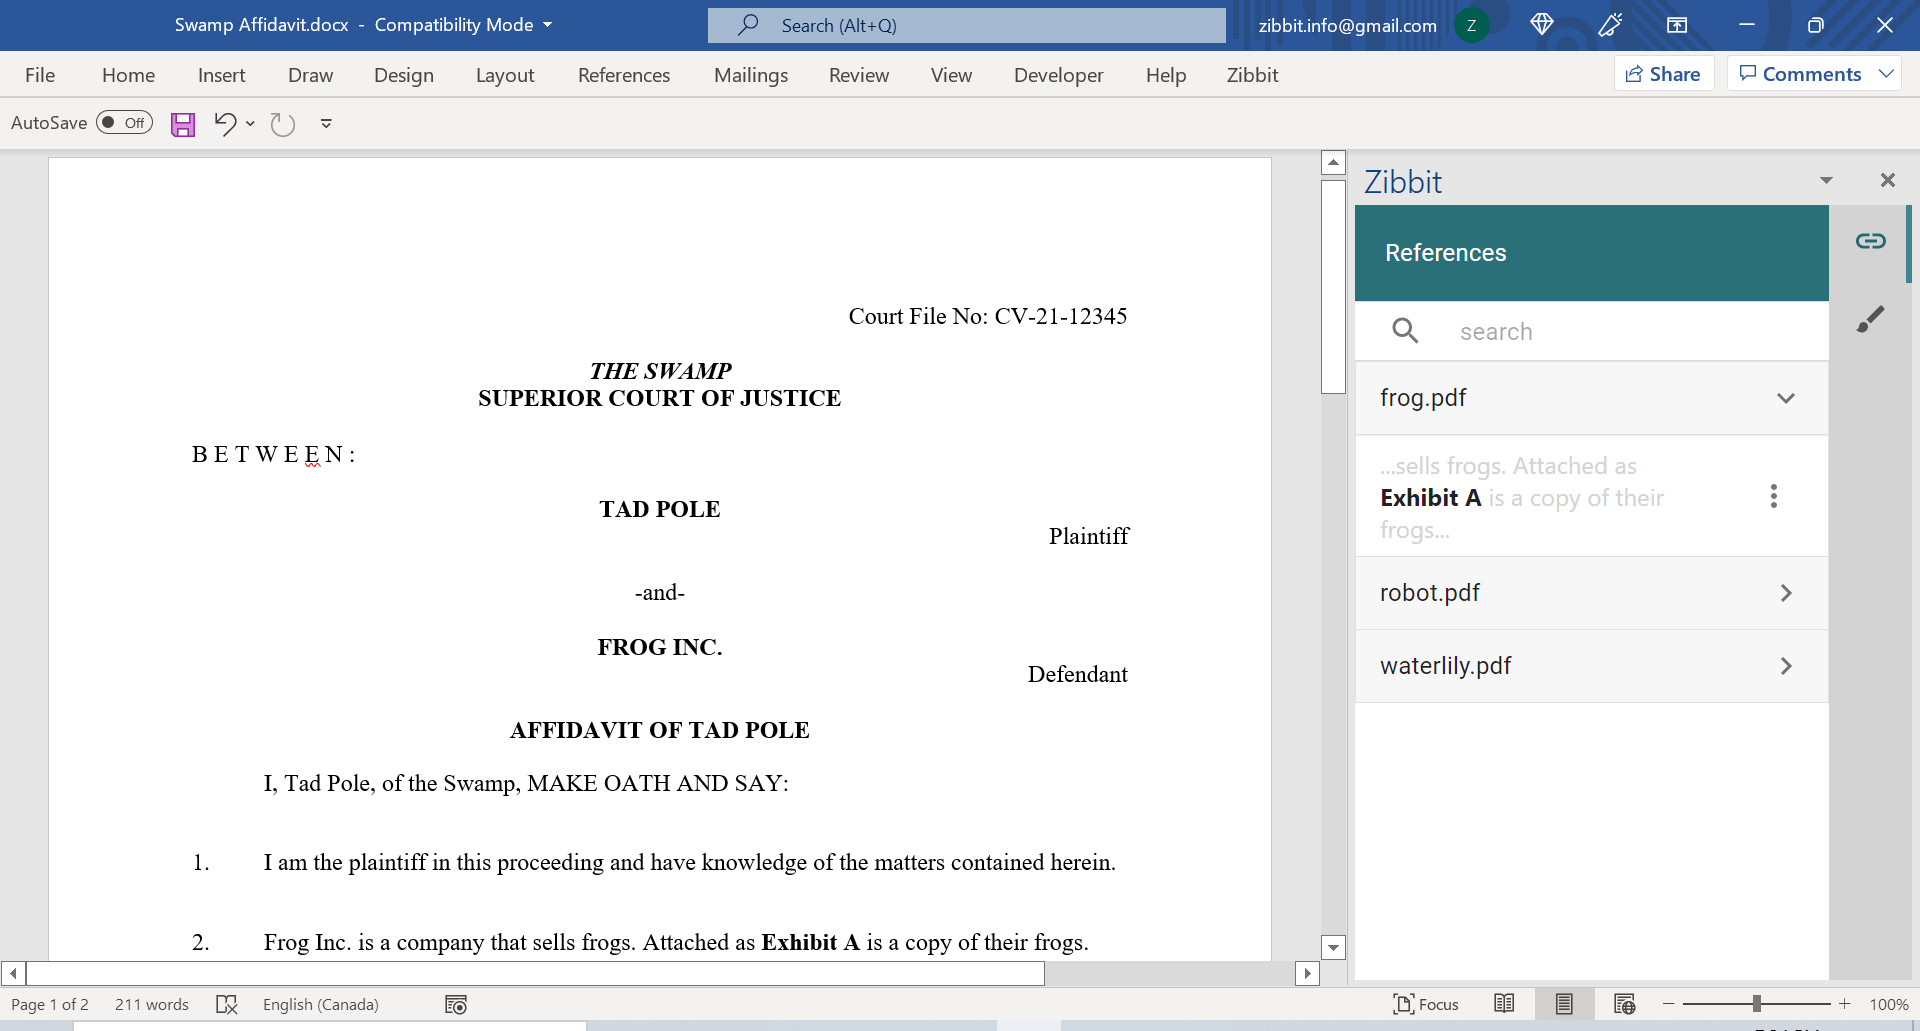 Swamp Affidavit.docx - Compatibility Mode
Search (Alt+Q)
zibbit.info@gmail.com
Z
File Home Insert Draw Design Layout References Mailings Review View Developer Help Zibbit
Share
Comments
AutoSave Off
Court File No: CV-21-12345
THE SWAMP
SUPERIOR COURT OF JUSTICE
B E T W E E N :
TAD POLE
Plaintiff
-and-
FROG INC.
Defendant
AFFIDAVIT OF TAD POLE
I, Tad Pole, of the Swamp, MAKE OATH AND SAY:
1. I am the plaintiff in this proceeding and have knowledge of the matters contained herein.
2. Frog Inc. is a company that sells frogs. Attached as Exhibit A is a copy of their frogs.
Zibbit
References
search
frog.pdf
...sells frogs. Attached as
Exhibit A is a copy of their
frogs...
robot.pdf
waterlily.pdf
Page 1 of 2
211 words
English (Canada)
Focus
100%